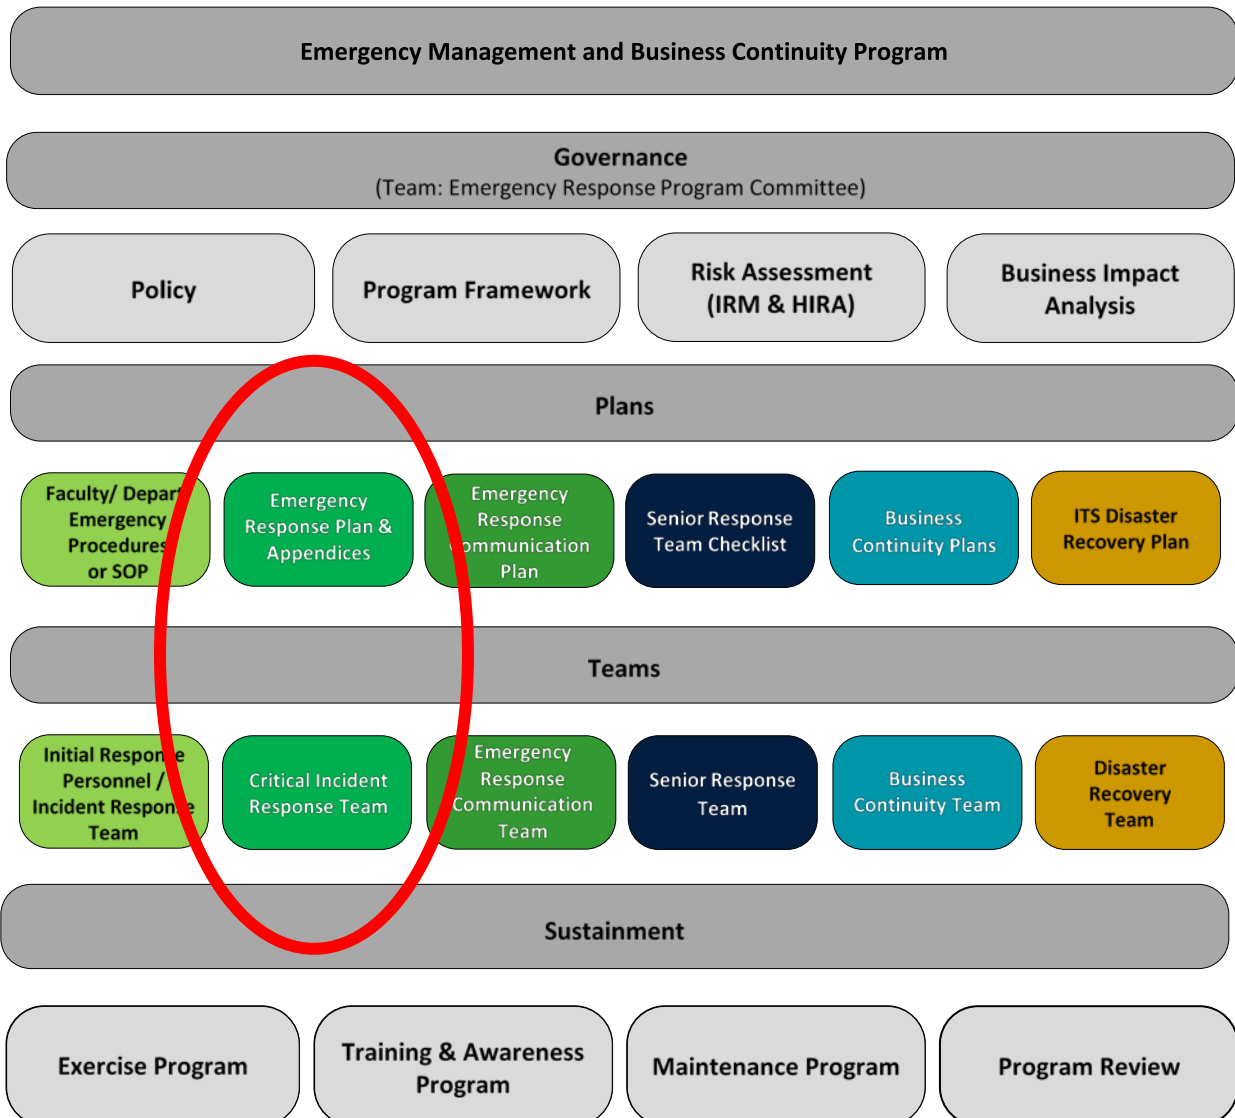 Emergency Management and Business Continuity Program
Governance
(Team: Emergency Response Program Committee)
Policy
Program Framework
Risk Assessment
(IRM & HIRA)
Business Impact
Analysis
Plans
Faculty/ Depart
Emergency
Procedures
or SOP
Emergency
Response Plan &
Appendices
Emergency
Response
Communication
Plan
Senior Response
Team Checklist
Business
Continuity Plans
ITS Disaster
Recovery Plan
Teams
Initial Response
Personnel /
Incident Response
Team
Critical Incident
Response Team
Emergency
Response
Communication
Team
Senior Response
Team
Business
Continuity Team
Disaster
Recovery
Team
Sustainment
Exercise Program
Training & Awareness
Program
Maintenance Program
Program Review